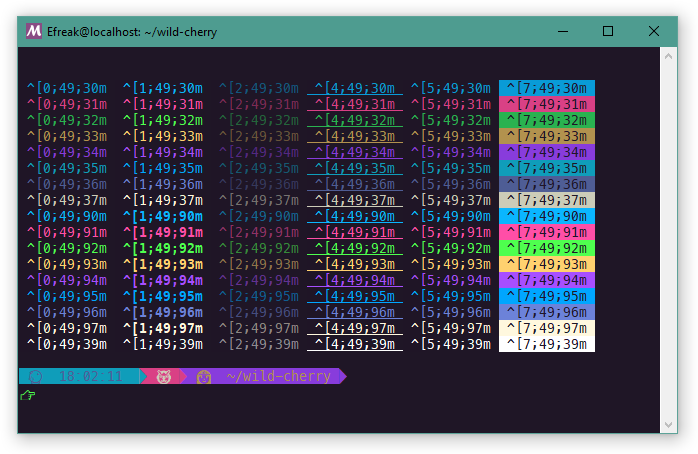 M Efreak@localhost: ~/wild-cherry
^[0;49;30m ^[1;49;30m ^[2;49;30m ^[4;49;30m ^[5;49;30m ^[7;49;30m
^[0;49;31m ^[1;49;31m ^[2;49;31m ^[4;49;31m ^[5;49;31m ^[7;49;31m
^[0;49;32m ^[1;49;32m ^[2;49;32m ^[4;49;32m ^[5;49;32m ^[7;49;32m
^[0;49;33m ^[1;49;33m ^[2;49;33m ^[4;49;33m ^[5;49;33m ^[7;49;33m
^[0;49;34m ^[1;49;34m ^[2;49;34m ^[4;49;34m ^[5;49;34m ^[7;49;34m
^[0;49;35m ^[1;49;35m ^[2;49;35m ^[4;49;35m ^[5;49;35m ^[7;49;35m
^[0;49;36m ^[1;49;36m ^[2;49;36m ^[4;49;36m ^[5;49;36m ^[7;49;36m
^[0;49;37m ^[1;49;37m ^[2;49;37m ^[4;49;37m ^[5;49;37m ^[7;49;37m
^[0;49;90m ^[1;49;90m ^[2;49;90m ^[4;49;90m ^[5;49;90m ^[7;49;90m
^[0;49;91m ^[1;49;91m ^[2;49;91m ^[4;49;91m ^[5;49;91m ^[7;49;91m
^[0;49;92m ^[1;49;92m ^[2;49;92m ^[4;49;92m ^[5;49;92m ^[7;49;92m
^[0;49;93m ^[1;49;93m ^[2;49;93m ^[4;49;93m ^[5;49;93m ^[7;49;93m
^[0;49;94m ^[1;49;94m ^[2;49;94m ^[4;49;94m ^[5;49;94m ^[7;49;94m
^[0;49;95m ^[1;49;95m ^[2;49;95m ^[4;49;95m ^[5;49;95m ^[7;49;95m
^[0;49;96m ^[1;49;96m ^[2;49;96m ^[4;49;96m ^[5;49;96m ^[7;49;96m
^[0;49;97m ^[1;49;97m ^[2;49;97m ^[4;49;97m ^[5;49;97m ^[7;49;97m
^[0;49;39m ^[1;49;39m ^[2;49;39m ^[4;49;39m ^[5;49;39m ^[7;49;39m
18:02:11 ~/wild-cherry